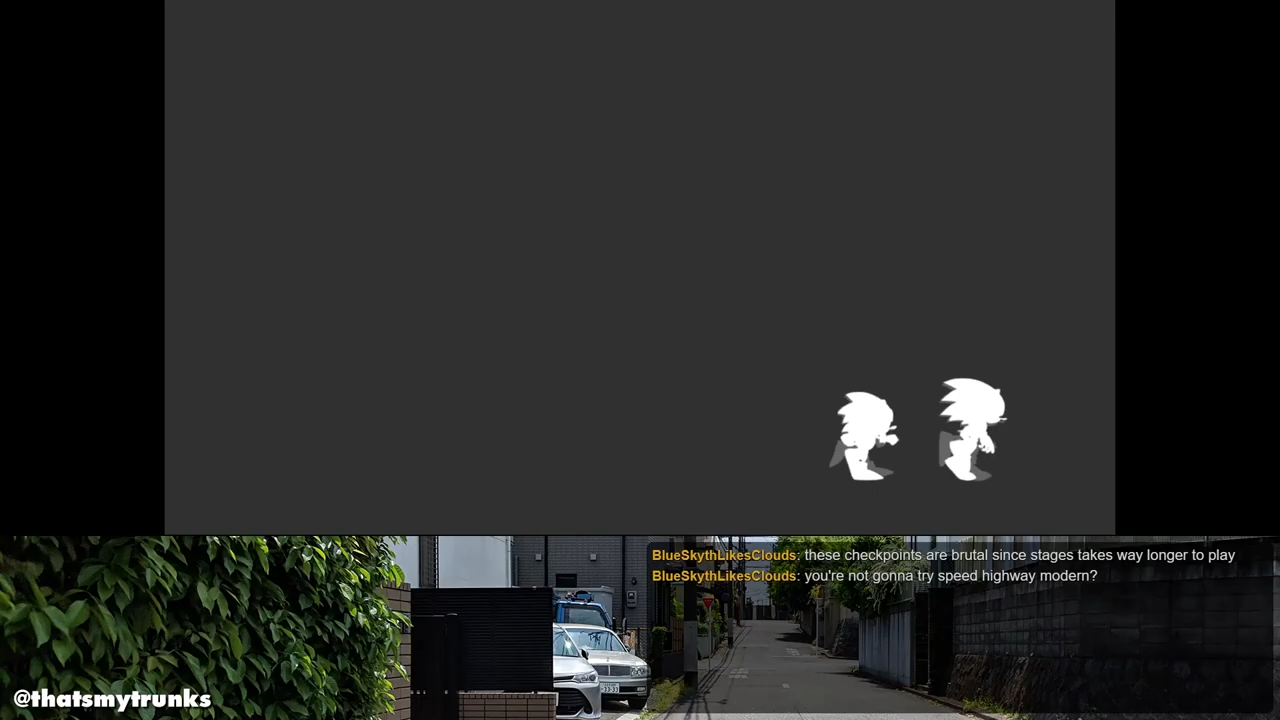 BlueSkythLikesClouds: these checkpoints are brutal since stages takes way longer to play
BlueSkythLikesClouds: you're not gonna try speed highway modern?
@thatsmytrunks